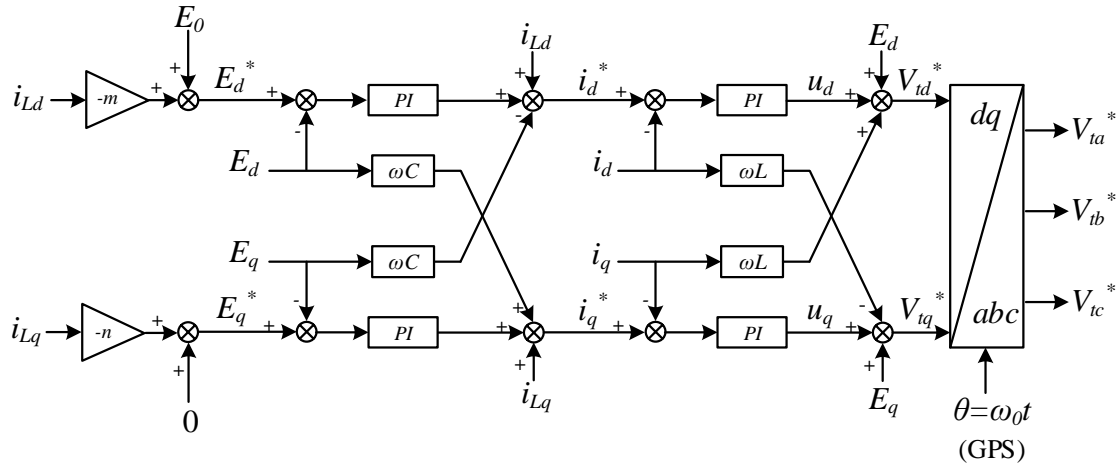 E0 iLd Ed
+ + +
iLd -m + Ed* + PI + id* + PI ud + Vtd* dq
- - - +
Vta*
Ed ωC id ωL
Vtb*
Eq ωC iq ωL
- + - -
Vtc*
iLq -n + Eq* + PI + iq* + PI uq + Vtq* abc
+ + +
0 iLq Eq θ=ω0t
(GPS)